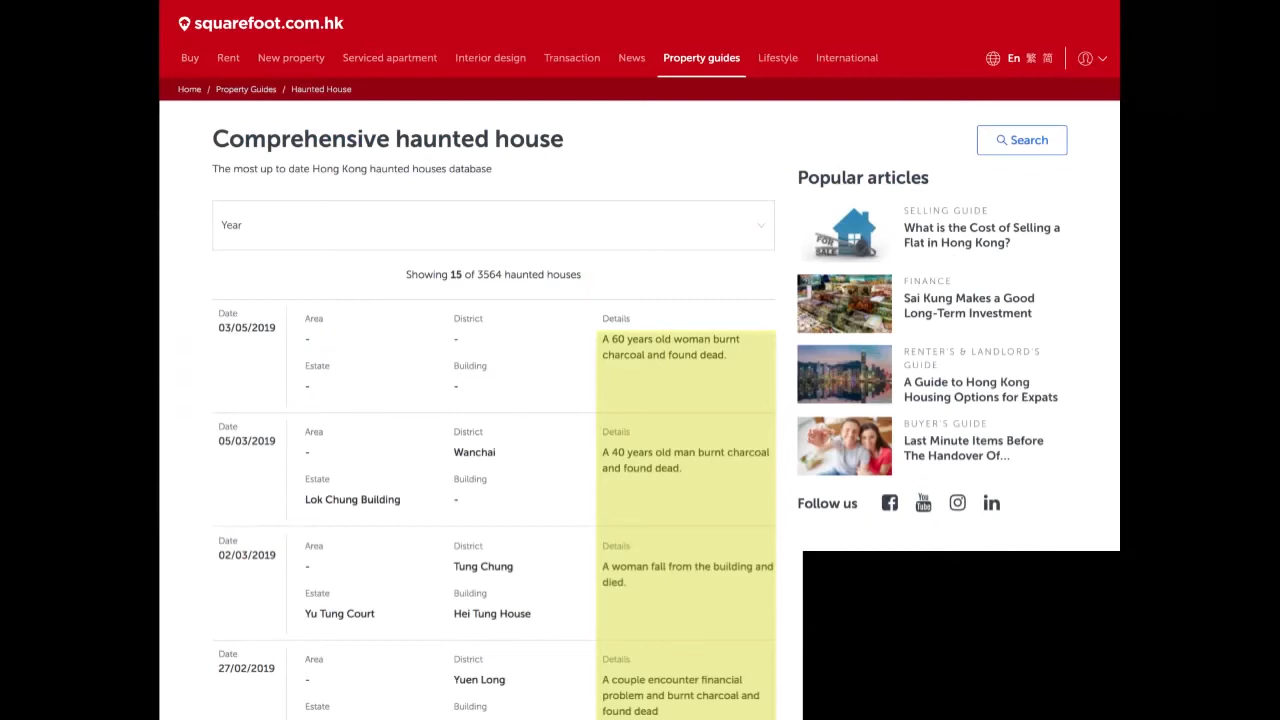 squarefoot.com.hk
Buy Rent New property Serviced apartment Interior design Transaction News Property guides Lifestyle International En 繁 简
Home / Property Guides / Haunted House
Comprehensive haunted house
Search
The most up to date Hong Kong haunted houses database
Year
Showing 15 of 3564 haunted houses
Date
03/05/2019
Area
-
District
-
Details
A 60 years old woman burnt
charcoal and found dead.
Estate
-
Building
-
Date
05/03/2019
Area
-
District
Wanchai
Details
A 40 years old man burnt charcoal
and found dead.
Estate
Lok Chung Building
Building
-
Date
02/03/2019
Area
-
District
Tung Chung
Details
A woman fall from the building and
died.
Estate
Yu Tung Court
Building
Hei Tung House
Date
27/02/2019
Area
-
District
Yuen Long
Details
A couple encounter financial
problem and burnt charcoal and
found dead
Estate
Building
Popular articles
FOR
SALE
SELLING GUIDE
What is the Cost of Selling a
Flat in Hong Kong?
FINANCE
Sai Kung Makes a Good
Long-Term Investment
RENTER'S & LANDLORD'S
GUIDE
A Guide to Hong Kong
Housing Options for Expats
BUYER'S GUIDE
Last Minute Items Before
The Handover Of...
Follow us
You
Tube
in